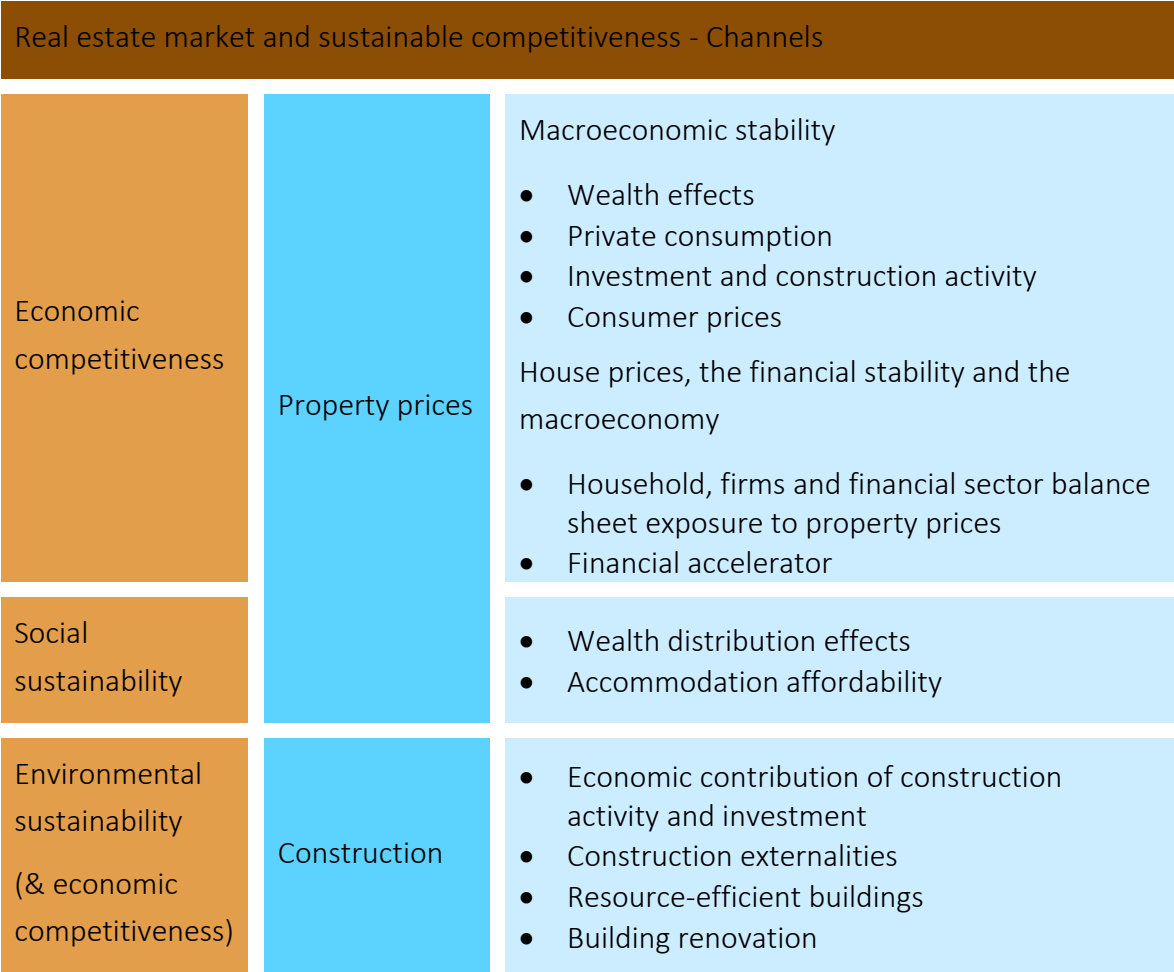 Real estate market and sustainable competitiveness - Channels
Economic
competitiveness
Property prices
Macroeconomic stability
• Wealth effects
• Private consumption
• Investment and construction activity
• Consumer prices
House prices, the financial stability and the
macroeconomy
• Household, firms and financial sector balance
sheet exposure to property prices
• Financial accelerator
Social
sustainability
• Wealth distribution effects
• Accommodation affordability
Environmental
sustainability
(& economic
competitiveness)
Construction
• Economic contribution of construction
activity and investment
• Construction externalities
• Resource-efficient buildings
• Building renovation